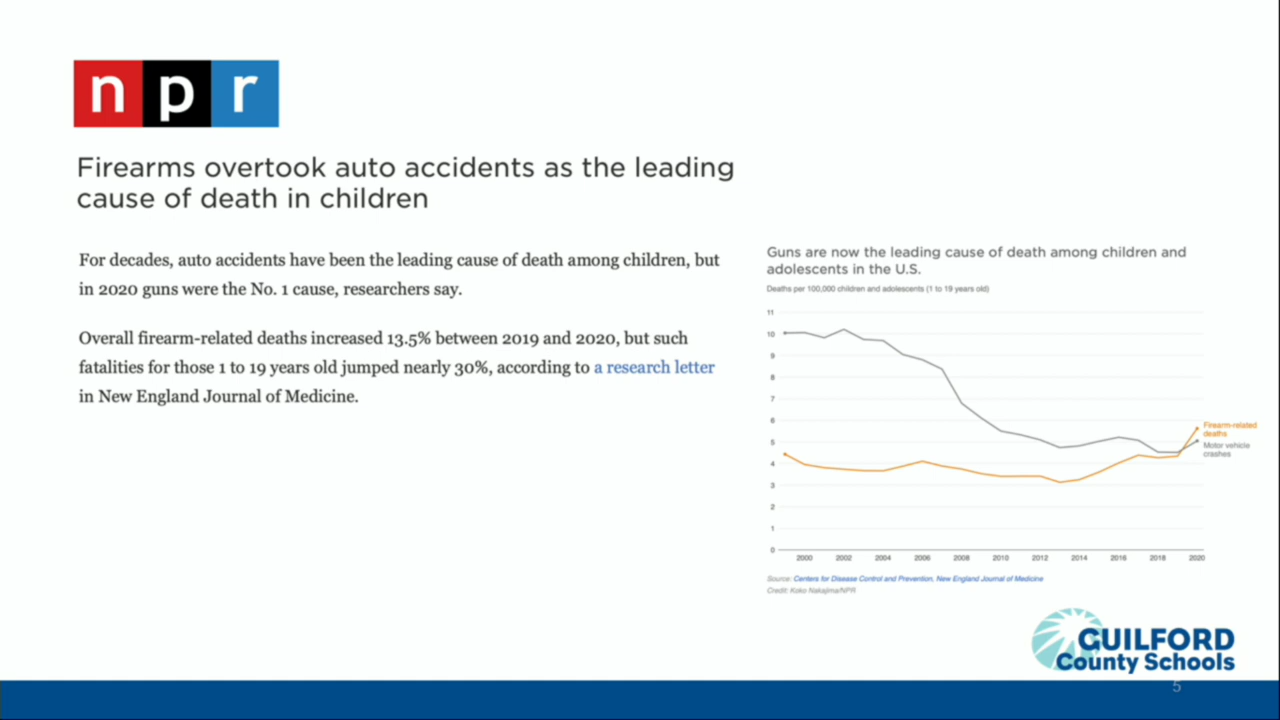 npr
Firearms overtook auto accidents as the leading
cause of death in children
For decades, auto accidents have been the leading cause of death among children, but
in 2020 guns were the No. 1 cause, researchers say.
Overall firearm-related deaths increased 13.5% between 2019 and 2020, but such
fatalities for those 1 to 19 years old jumped nearly 30%, according to a research letter
in New England Journal of Medicine.
Guns are now the leading cause of death among children and
adolescents in the U.S.
Deaths per 100,000 children and adolescents (1 to 19 years old)
11
10
9
8
7
6
5
4
3
2
1
0
Firearm-related
deaths
Motor vehicle
crashes
2000 2002 2004 2006 2008 2010 2012 2014 2016 2018 2020
Source: Centers for Disease Control and Prevention, New England Journal of Medicine
Credit: Koko Nakajima/NPR
GUILFORD
County Schools
5